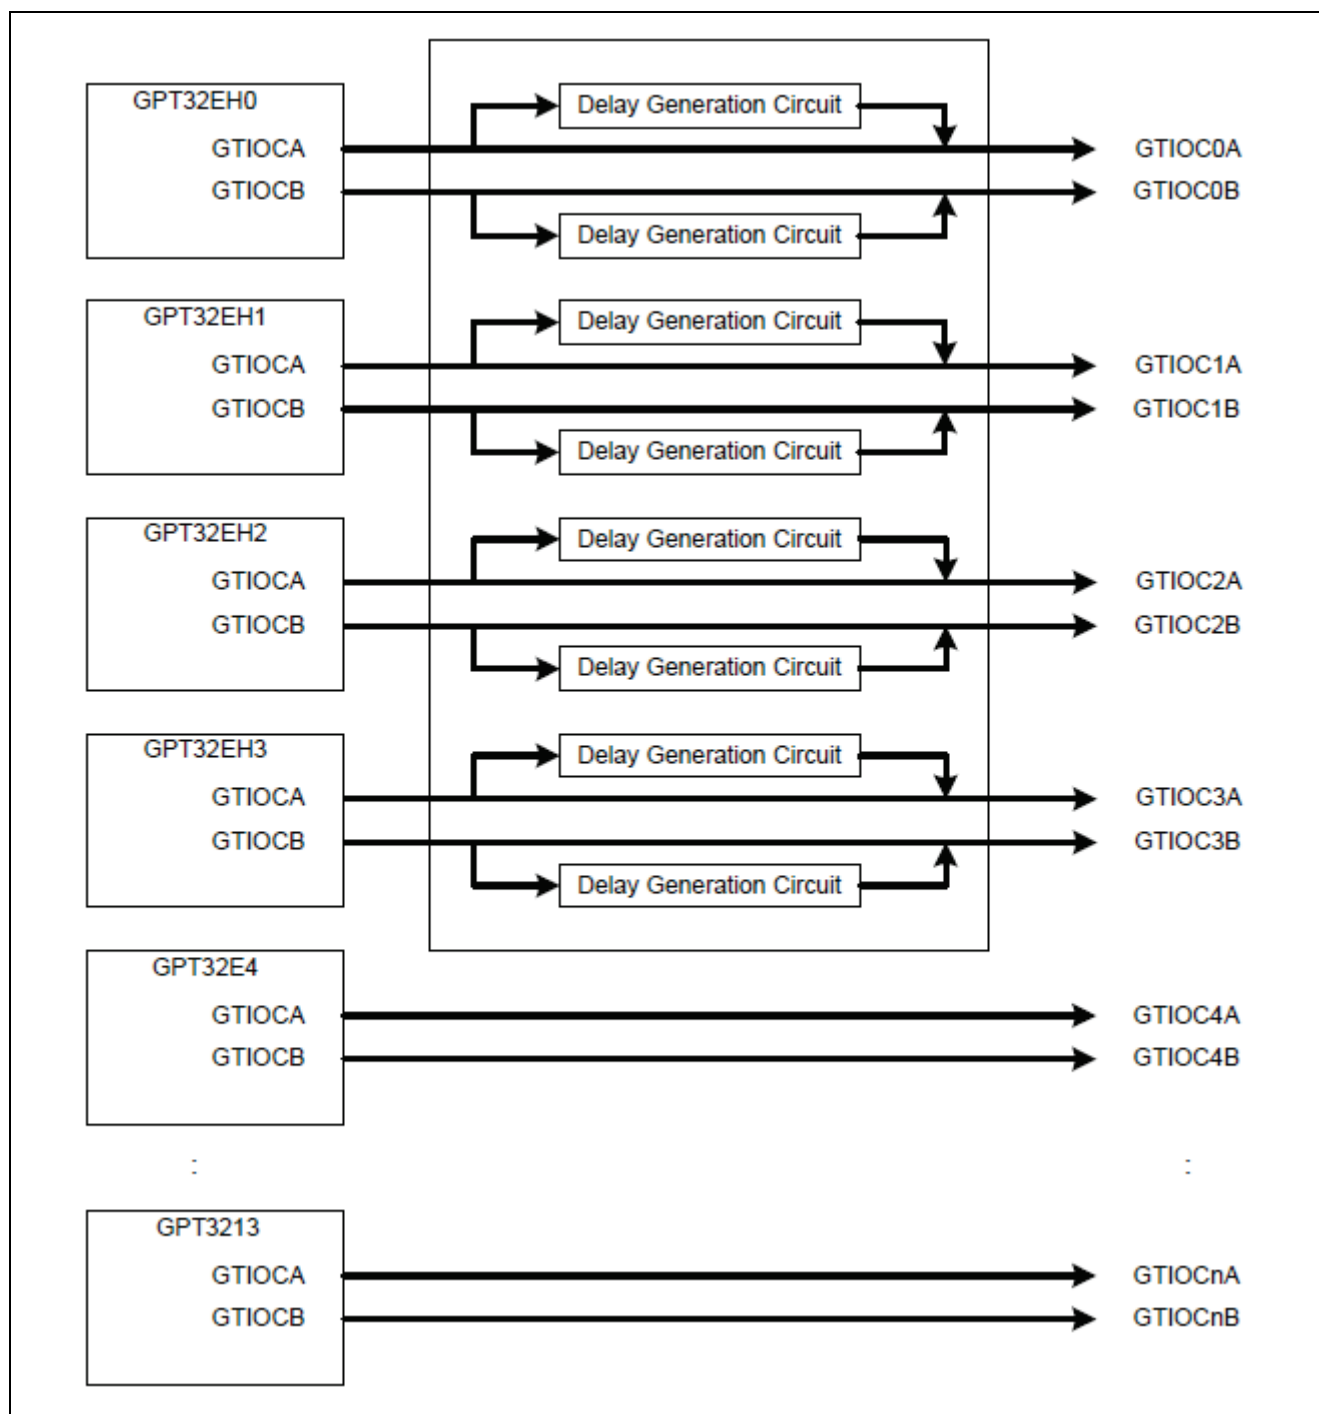 GPT32EH0
Delay Generation Circuit
GTIOCA
GTIOC0A
GTIOCB
GTIOC0B
Delay Generation Circuit
GPT32EH1
Delay Generation Circuit
GTIOCA
GTIOC1A
GTIOCB
GTIOC1B
Delay Generation Circuit
GPT32EH2
Delay Generation Circuit
GTIOCA
GTIOC2A
GTIOCB
GTIOC2B
Delay Generation Circuit
GPT32EH3
Delay Generation Circuit
GTIOCA
GTIOC3A
GTIOCB
GTIOC3B
Delay Generation Circuit
GPT32E4
GTIOCA
GTIOC4A
GTIOCB
GTIOC4B
:
:
GPT3213
GTIOCA
GTIOCnA
GTIOCB
GTIOCnB